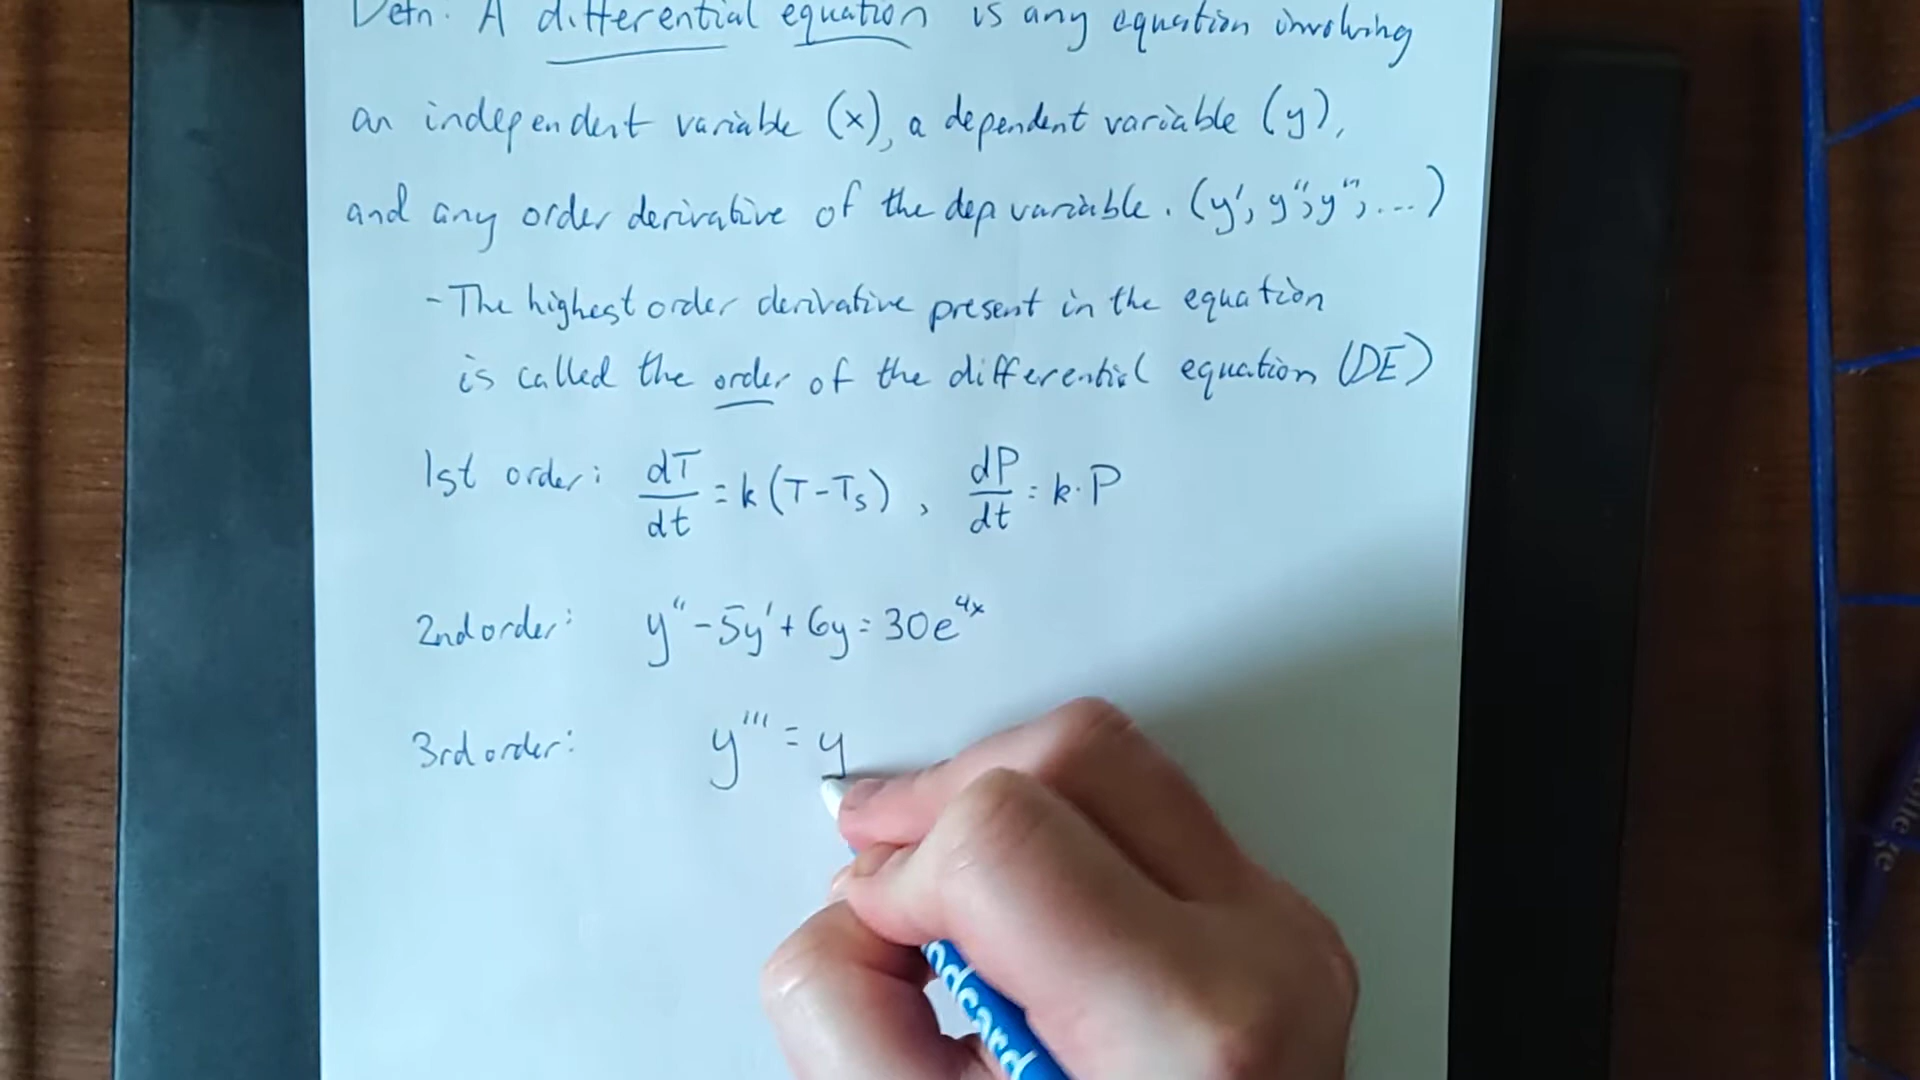 Defn: A differential equation is any equation involving
an independent variable (x), a dependent variable (y),
and any order derivative of the dep variable. (y', y'', y''', ...)
- The highest order derivative present in the equation
is called the order of the differential equation (DE)
1st order: dT/dt = k(T-Ts), dP/dt = k·P
2nd order: y'' - 5y' + 6y = 30e^4x
3rd order: y''' = y